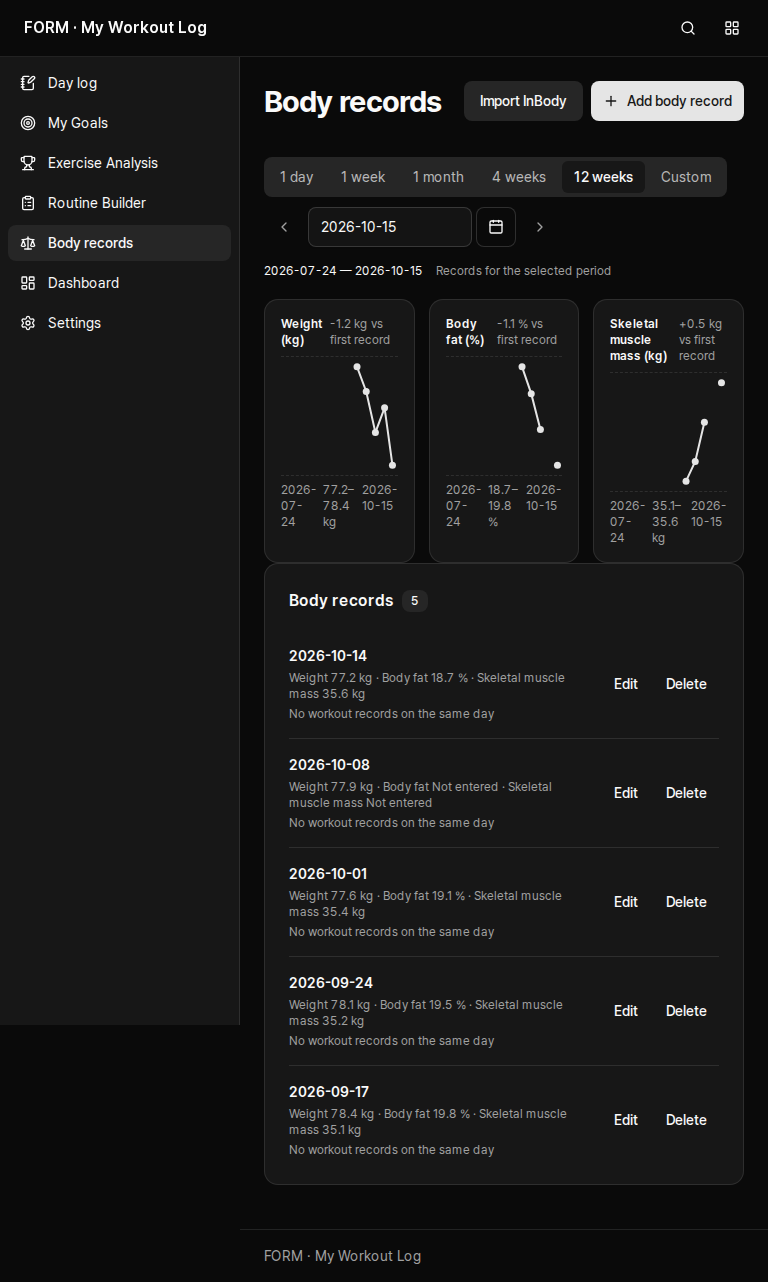 FORM · My Workout Log
Day log
My Goals
Exercise Analysis
Routine Builder
Body records
Dashboard
Settings
Body records
Import InBody
Add body record
1 day
1 week
1 month
4 weeks
12 weeks
Custom
2026-10-15
2026-07-24 — 2026-10-15
Records for the selected period
Weight
(kg)
-1.2 kg vs
first record
2026-
07-
24
77.2–
78.4
kg
2026-
10-15
Body
fat (%)
-1.1 % vs
first record
2026-
07-
24
18.7–
19.8
%
2026-
10-15
Skeletal
muscle
mass (kg)
+0.5 kg
vs first
record
2026-
07-
24
35.1–
35.6
kg
2026-
10-15
Body records
5
2026-10-14
Weight 77.2 kg · Body fat 18.7 % · Skeletal muscle
mass 35.6 kg
No workout records on the same day
Edit
Delete
2026-10-08
Weight 77.9 kg · Body fat Not entered · Skeletal
muscle mass Not entered
No workout records on the same day
Edit
Delete
2026-10-01
Weight 77.6 kg · Body fat 19.1 % · Skeletal muscle
mass 35.4 kg
No workout records on the same day
Edit
Delete
2026-09-24
Weight 78.1 kg · Body fat 19.5 % · Skeletal muscle
mass 35.2 kg
No workout records on the same day
Edit
Delete
2026-09-17
Weight 78.4 kg · Body fat 19.8 % · Skeletal muscle
mass 35.1 kg
No workout records on the same day
Edit
Delete
FORM · My Workout Log